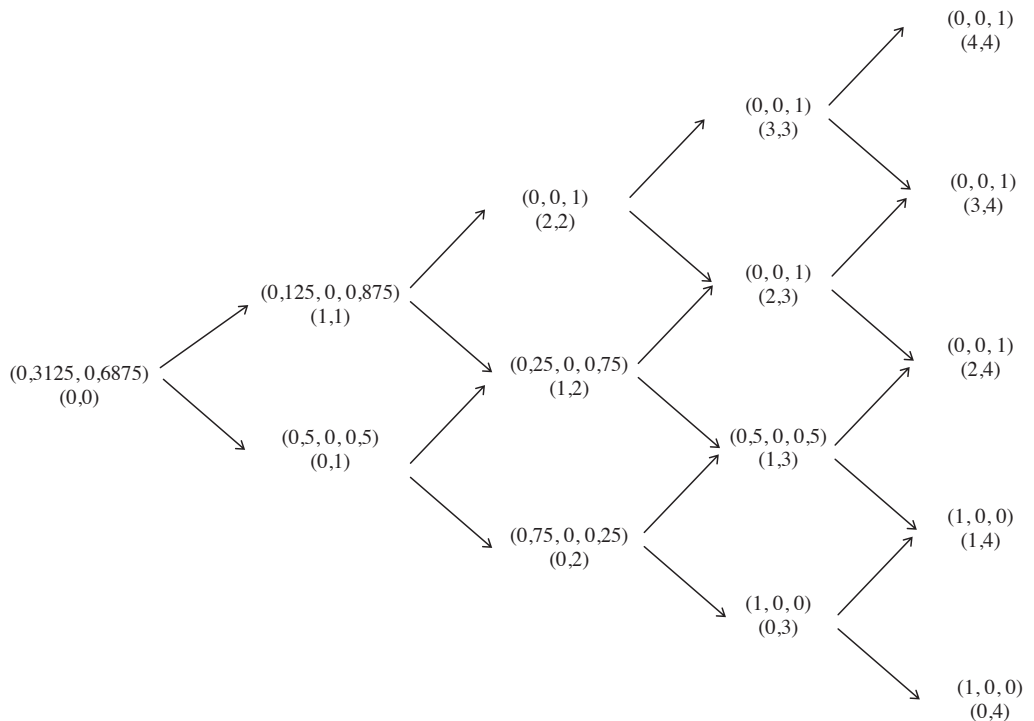 (0, 0, 1)
(4,4)
(0, 0, 1)
(3,3)
(0, 0, 1)
(3,4)
(0, 0, 1)
(2,2)
(0, 0, 1)
(2,3)
(0,125, 0, 0,875)
(1,1)
(0, 0, 1)
(2,4)
(0,3125, 0,6875)
(0,0)
(0,25, 0, 0,75)
(1,2)
(0,5, 0, 0,5)
(0,1)
(0,5, 0, 0,5)
(1,3)
(0,75, 0, 0,25)
(0,2)
(1, 0, 0)
(1,4)
(1, 0, 0)
(0,3)
(1, 0, 0)
(0,4)